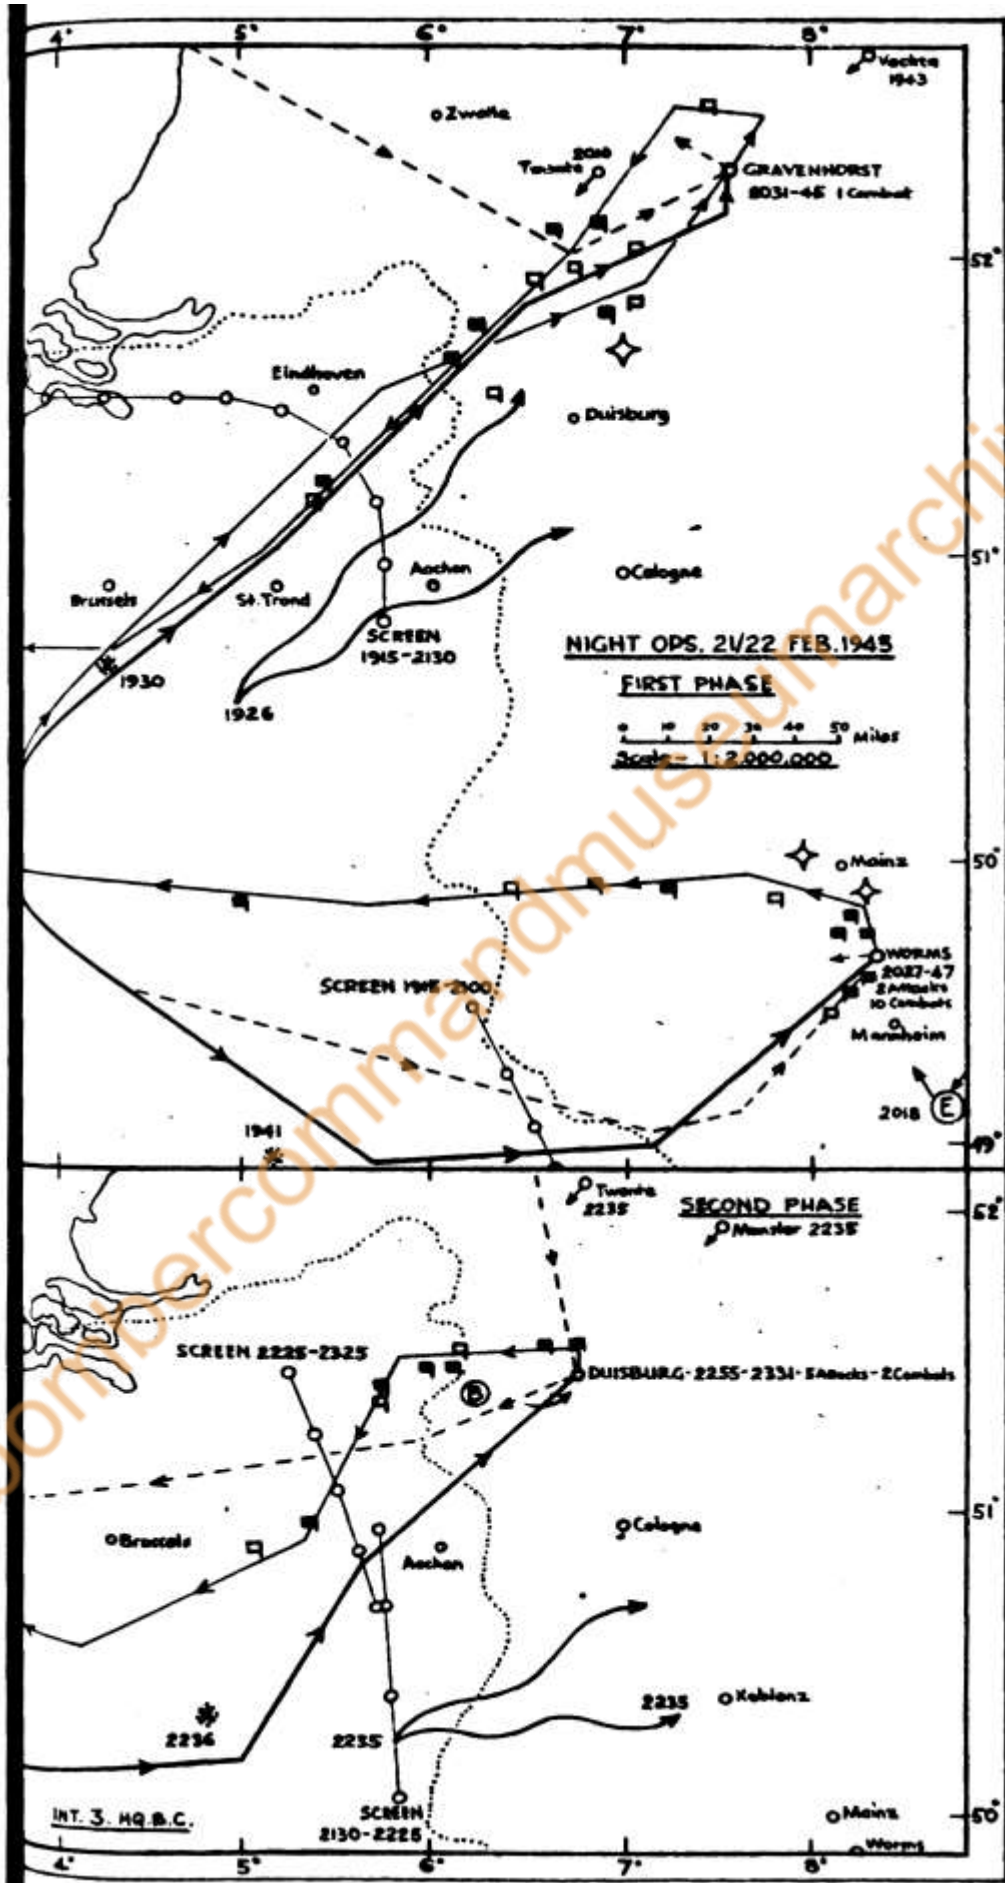 4° 5° 6° 7° 8°
Vechta
1943
Zwolle
Twente 2010
GRAVENHORST
2031-45 1 Combat
52°
Eindhoven
Duisburg
51°
Brussels
St. Trond
Aachen
Cologne
SCREEN
1915-2130
1930
1926
NIGHT OPS. 21/22 FEB. 1945
FIRST PHASE
0 10 20 30 40 50 Miles
Scale - 1:2,000,000
50°
Mainz
WORMS
2027-47
2 Attacks
10 Combats
SCREEN 1915-2100
Mannheim
2018
E
1941
49°
Twente
2235
SECOND PHASE
52°
Munster 2235
SCREEN 2225-2325
DUISBURG-2255-2331-5 Attacks-2 Combats
B
51°
Brussels
Aachen
Cologne
2236
2235
2235
Koblenz
INT. 3. HQ.B.C.
SCREEN
2130-2225
Mainz
50°
Worms
4° 5° 6° 7° 8°
bombercommandmuseumarchiv